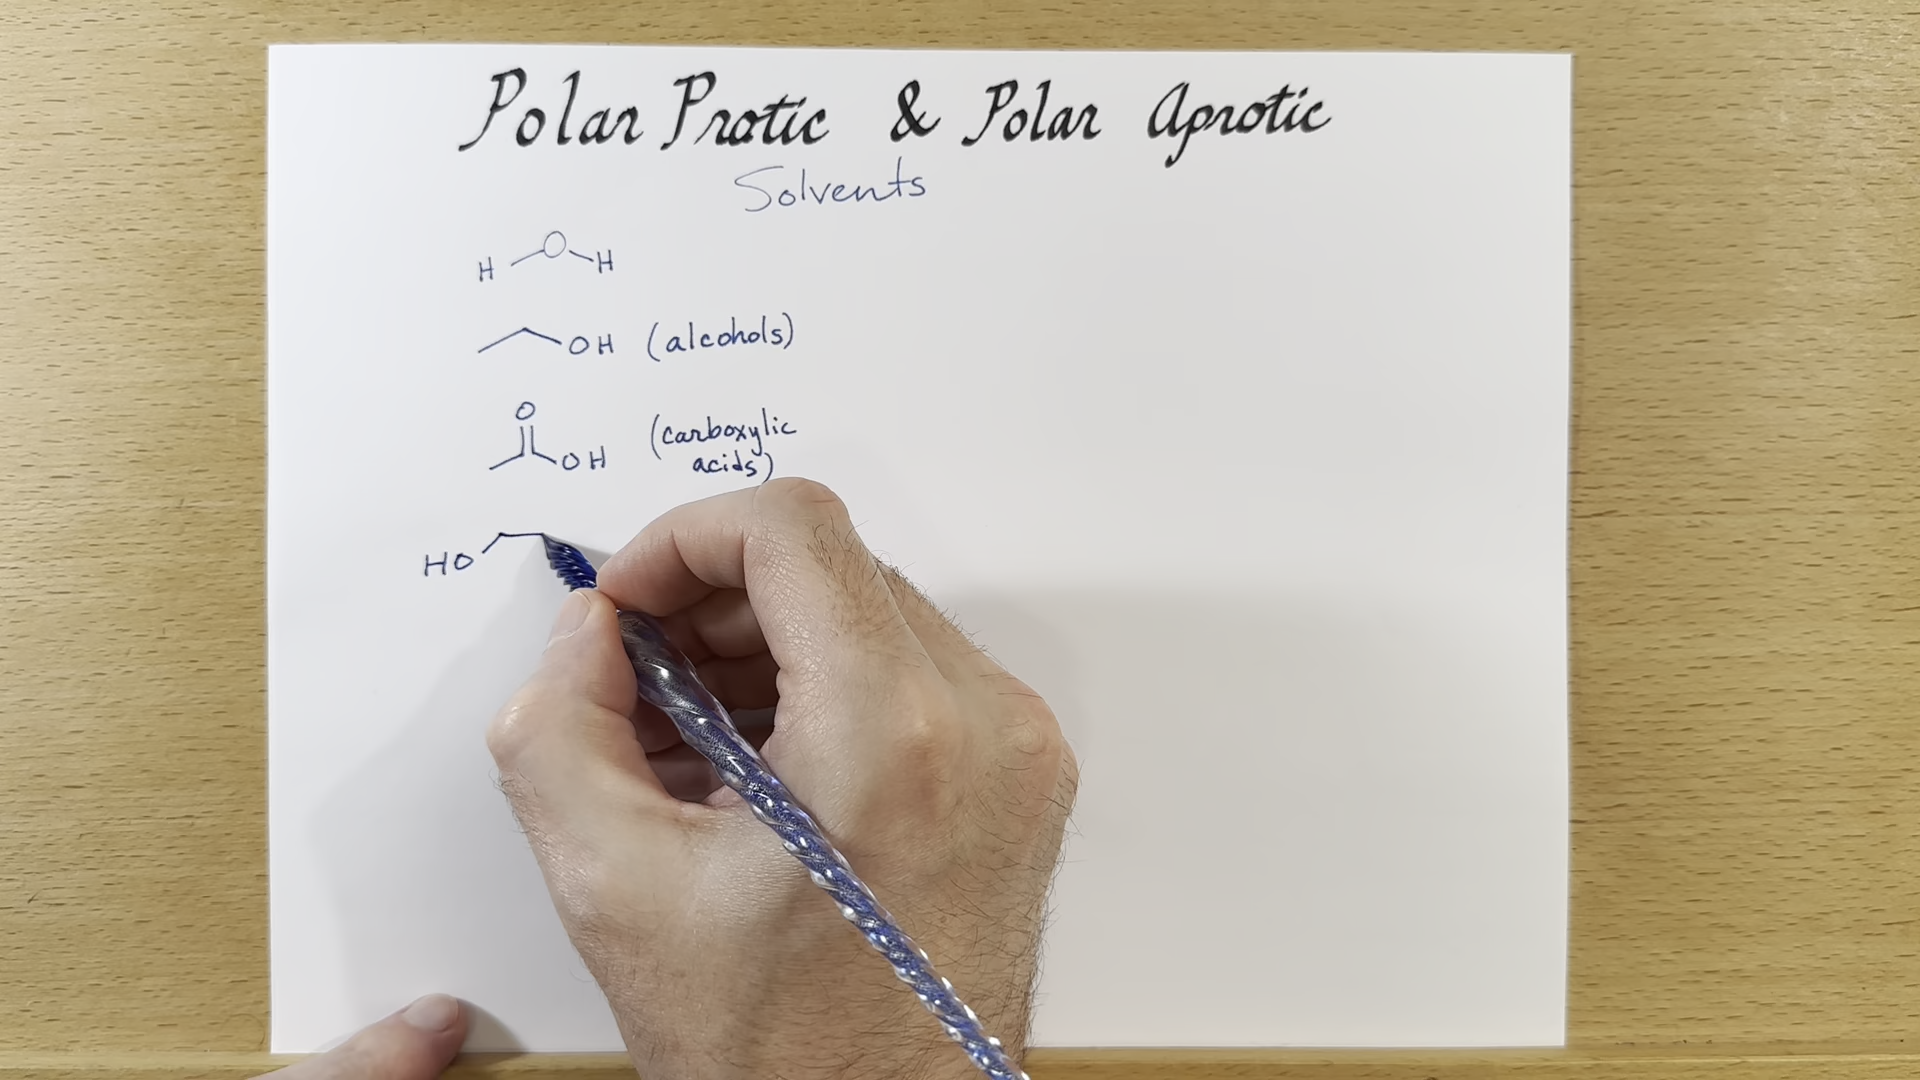 Polar Protic & Polar Aprotic
Solvents
H O H
OH (alcohols)
O
OH (carboxylic
acids)
HO